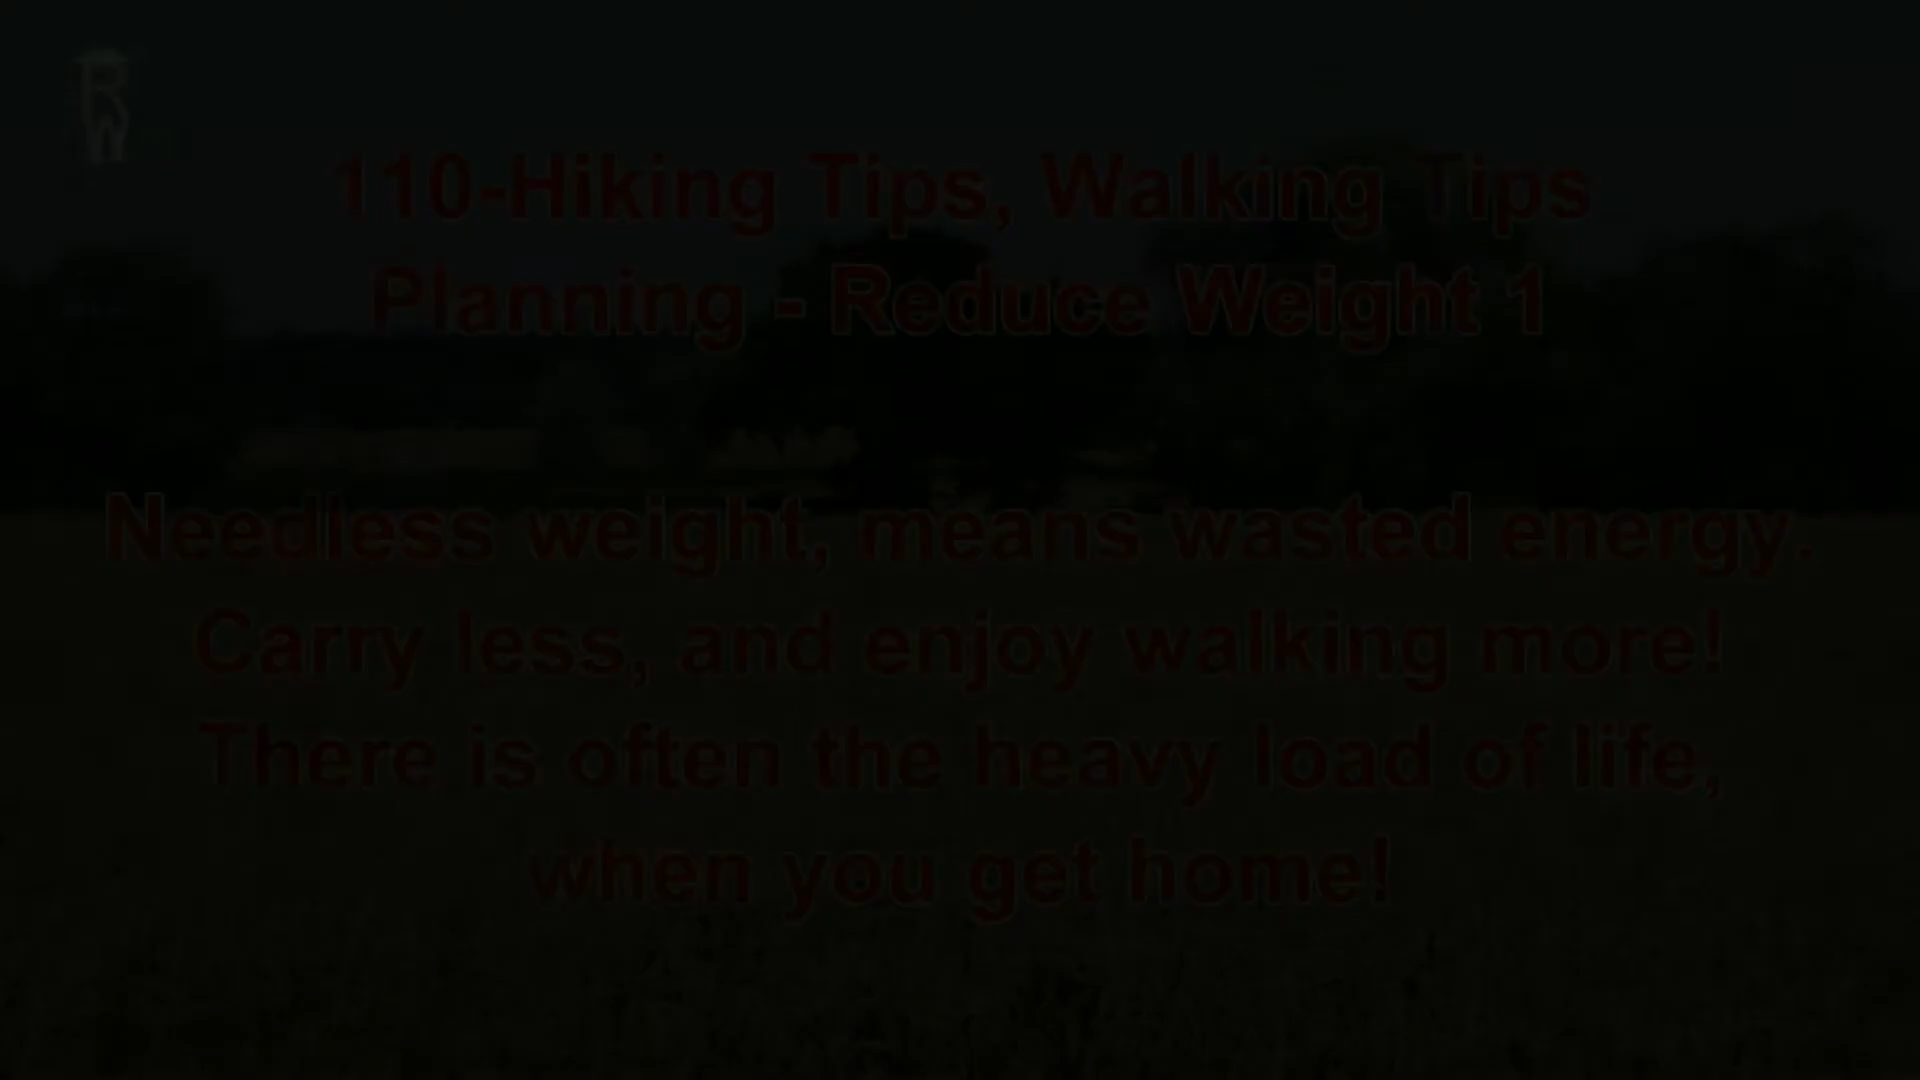 R
W
110-Hiking Tips, Walking Tips
Planning - Reduce Weight 1
Needless weight, means wasted energy.
Carry less, and enjoy walking more!
There is often the heavy load of life,
when you get home!